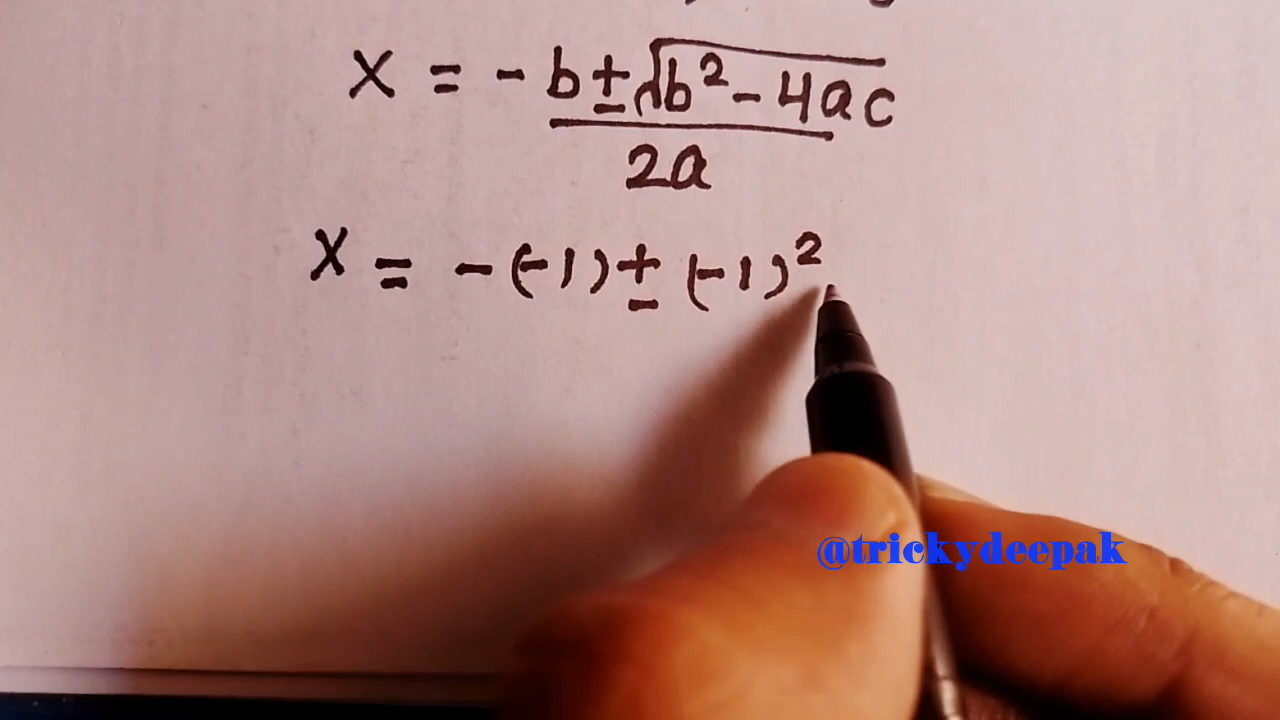 X = - b ± √b² - 4ac
2a
X = - (-1) ± (-1)²
@trickydeepak